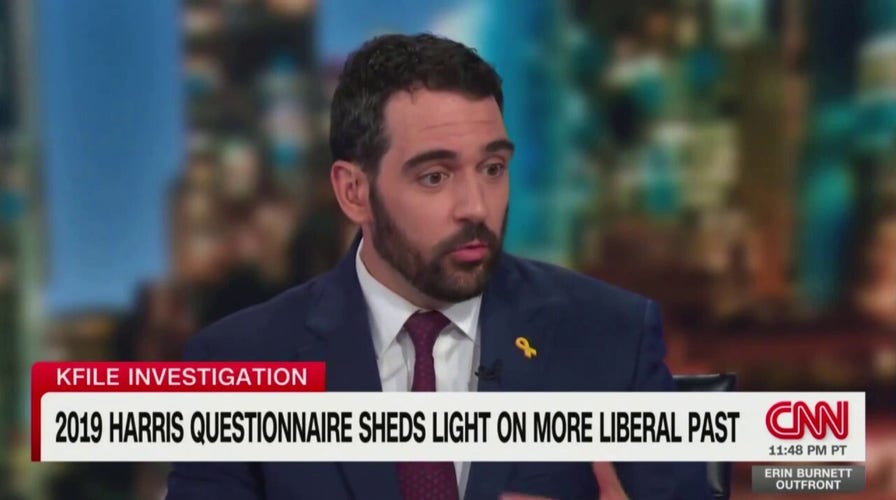 KFILE INVESTIGATION
2019 HARRIS QUESTIONNAIRE SHEDS LIGHT ON MORE LIBERAL PAST
CNN
11:48 PM PT
ERIN BURNETT
OUTFRONT